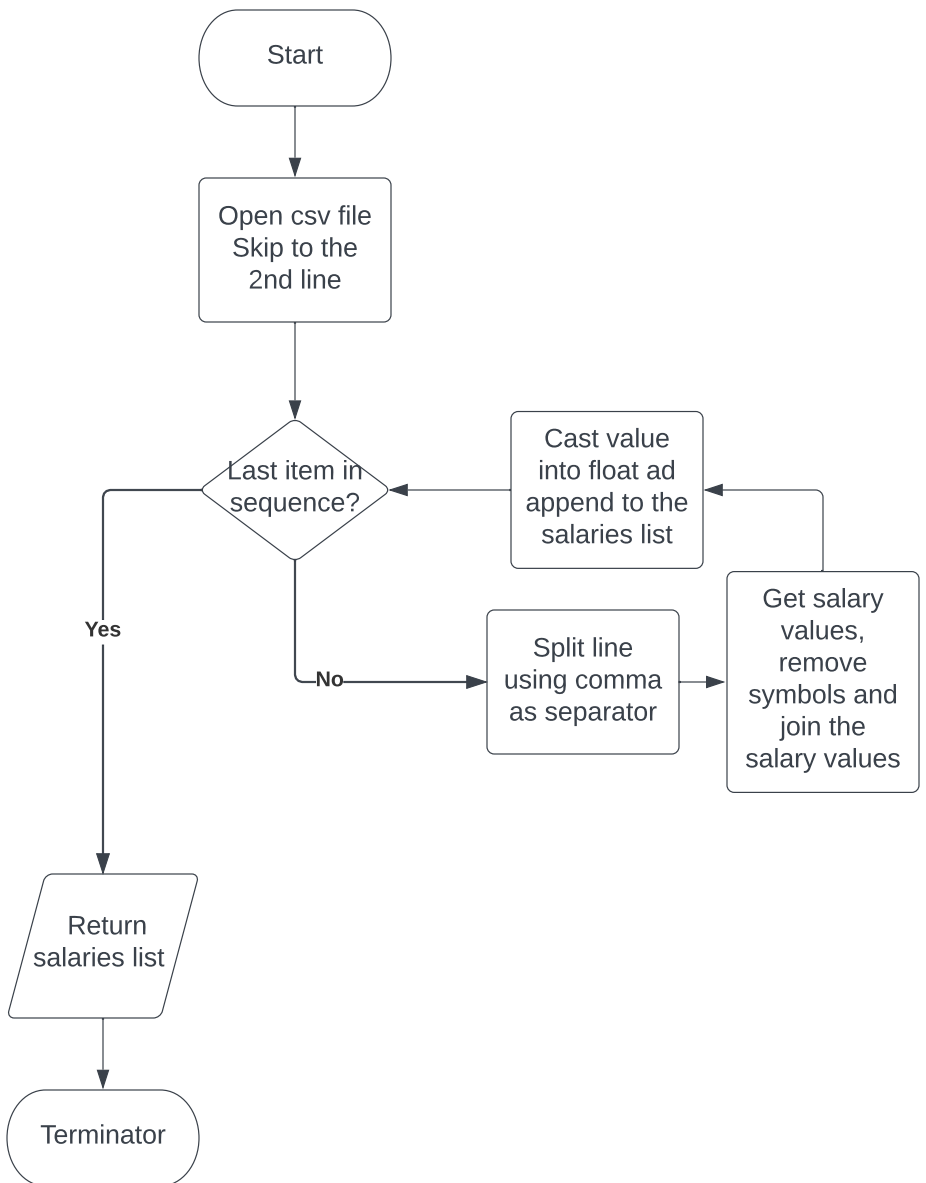 Start
Open csv file
Skip to the
2nd line
Last item in
sequence?
Cast value
into float ad
append to the
salaries list
Yes
No
Split line
using comma
as separator
Get salary
values,
remove
symbols and
join the
salary values
Return
salaries list
Terminator